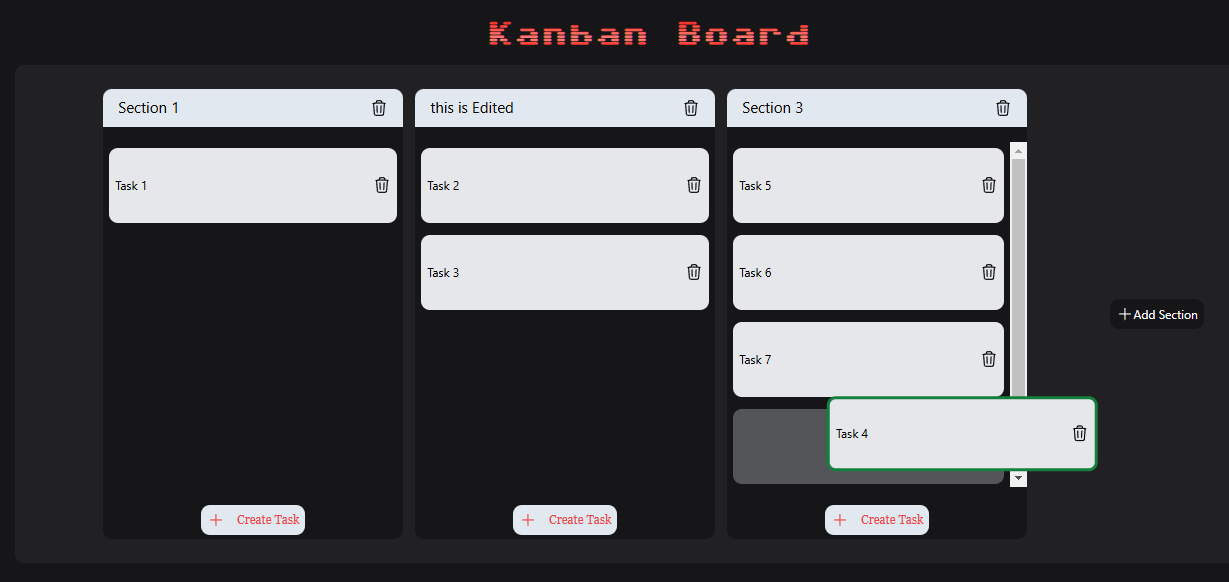 Kanban Board
Section 1
Task 1
+ Create Task
this is Edited
Task 2
Task 3
+ Create Task
Section 3
Task 5
Task 6
Task 7
Task 4
+ Create Task
+ Add Section